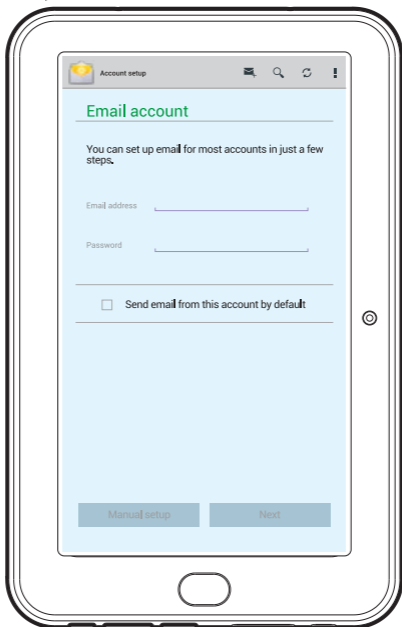 Account setup
Email account
You can set up email for most accounts in just a few
steps.
Email address
Password
Send email from this account by default
Manual setup Next